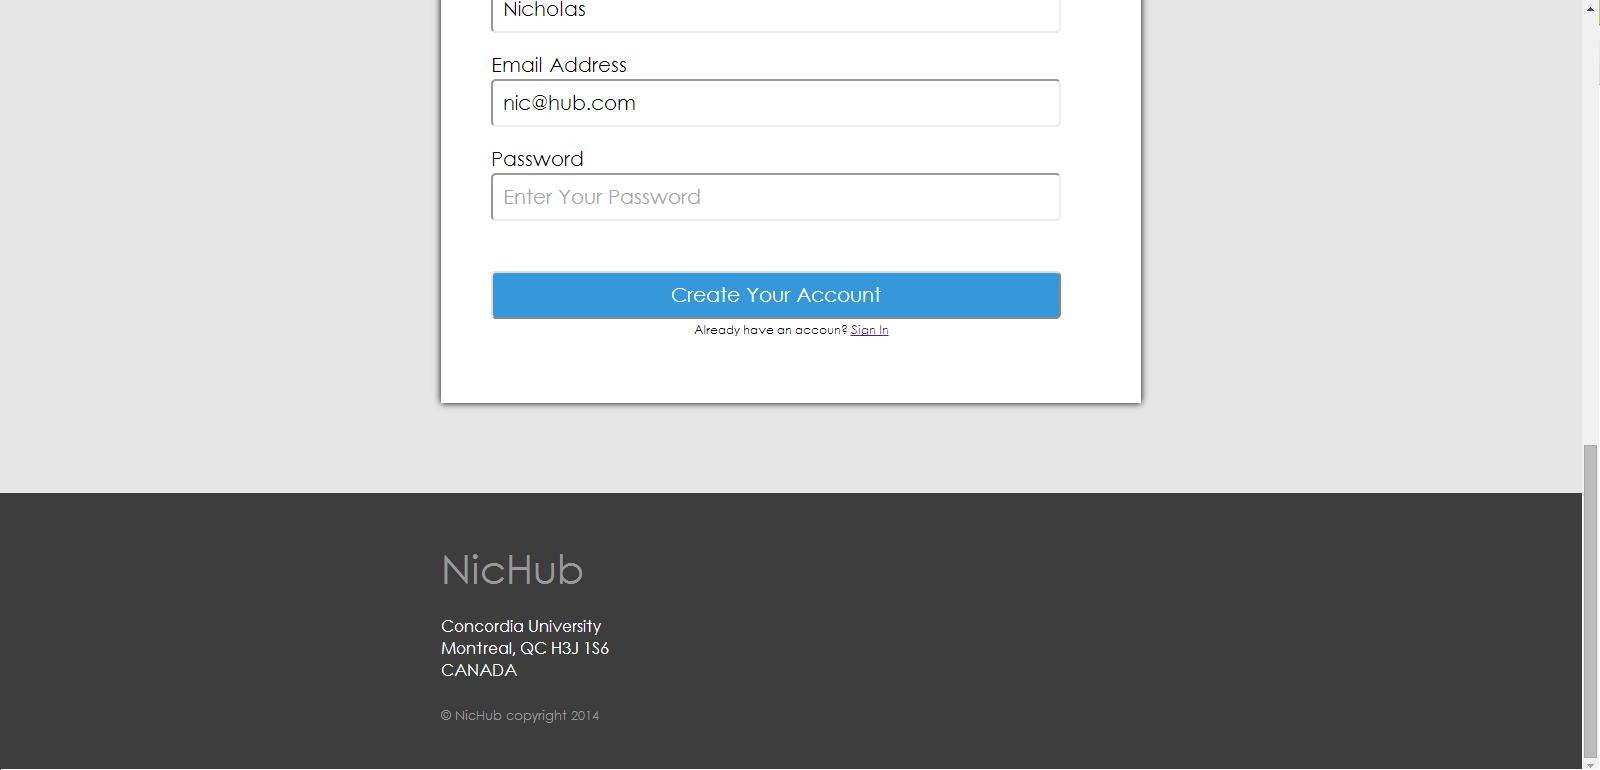 Nicholas
Email Address
nic@hub.com
Password
Enter Your Password
Create Your Account
Already have an accoun? Sign In
NicHub
Concordia University
Montreal, QC H3J 1S6
CANADA
© NicHub copyright 2014